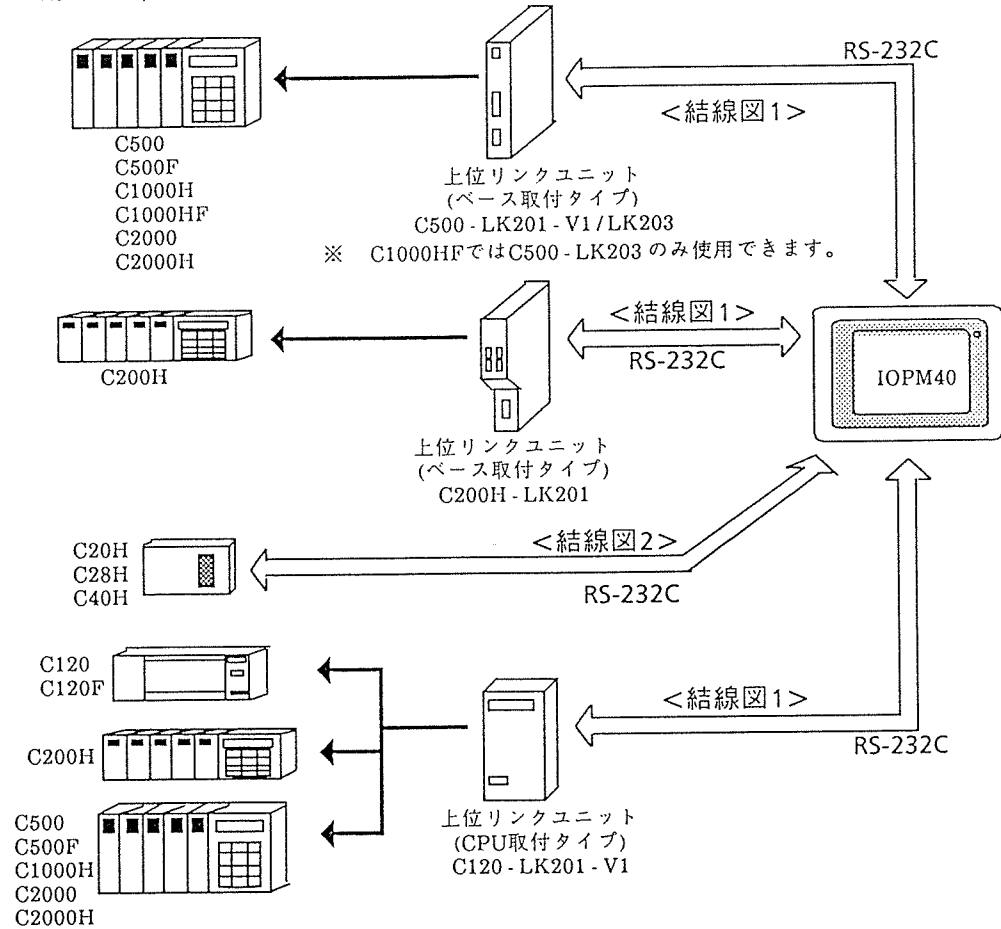 RS-232C
<結線図1>
C500
C500F
C1000H
C1000HF
C2000
C2000H
上位リンクユニット
(ベース取付タイプ)
C500-LK201-V1/LK203
※ C1000HFではC500-LK203のみ使用できます。
C200H
<結線図1>
RS-232C
IOPM40
上位リンクユニット
(ベース取付タイプ)
C200H-LK201
C20H
C28H
C40H
<結線図2>
RS-232C
C120
C120F
C200H
C500
C500F
C1000H
C2000
C2000H
<結線図1>
RS-232C
上位リンクユニット
(CPU取付タイプ)
C120-LK201-V1